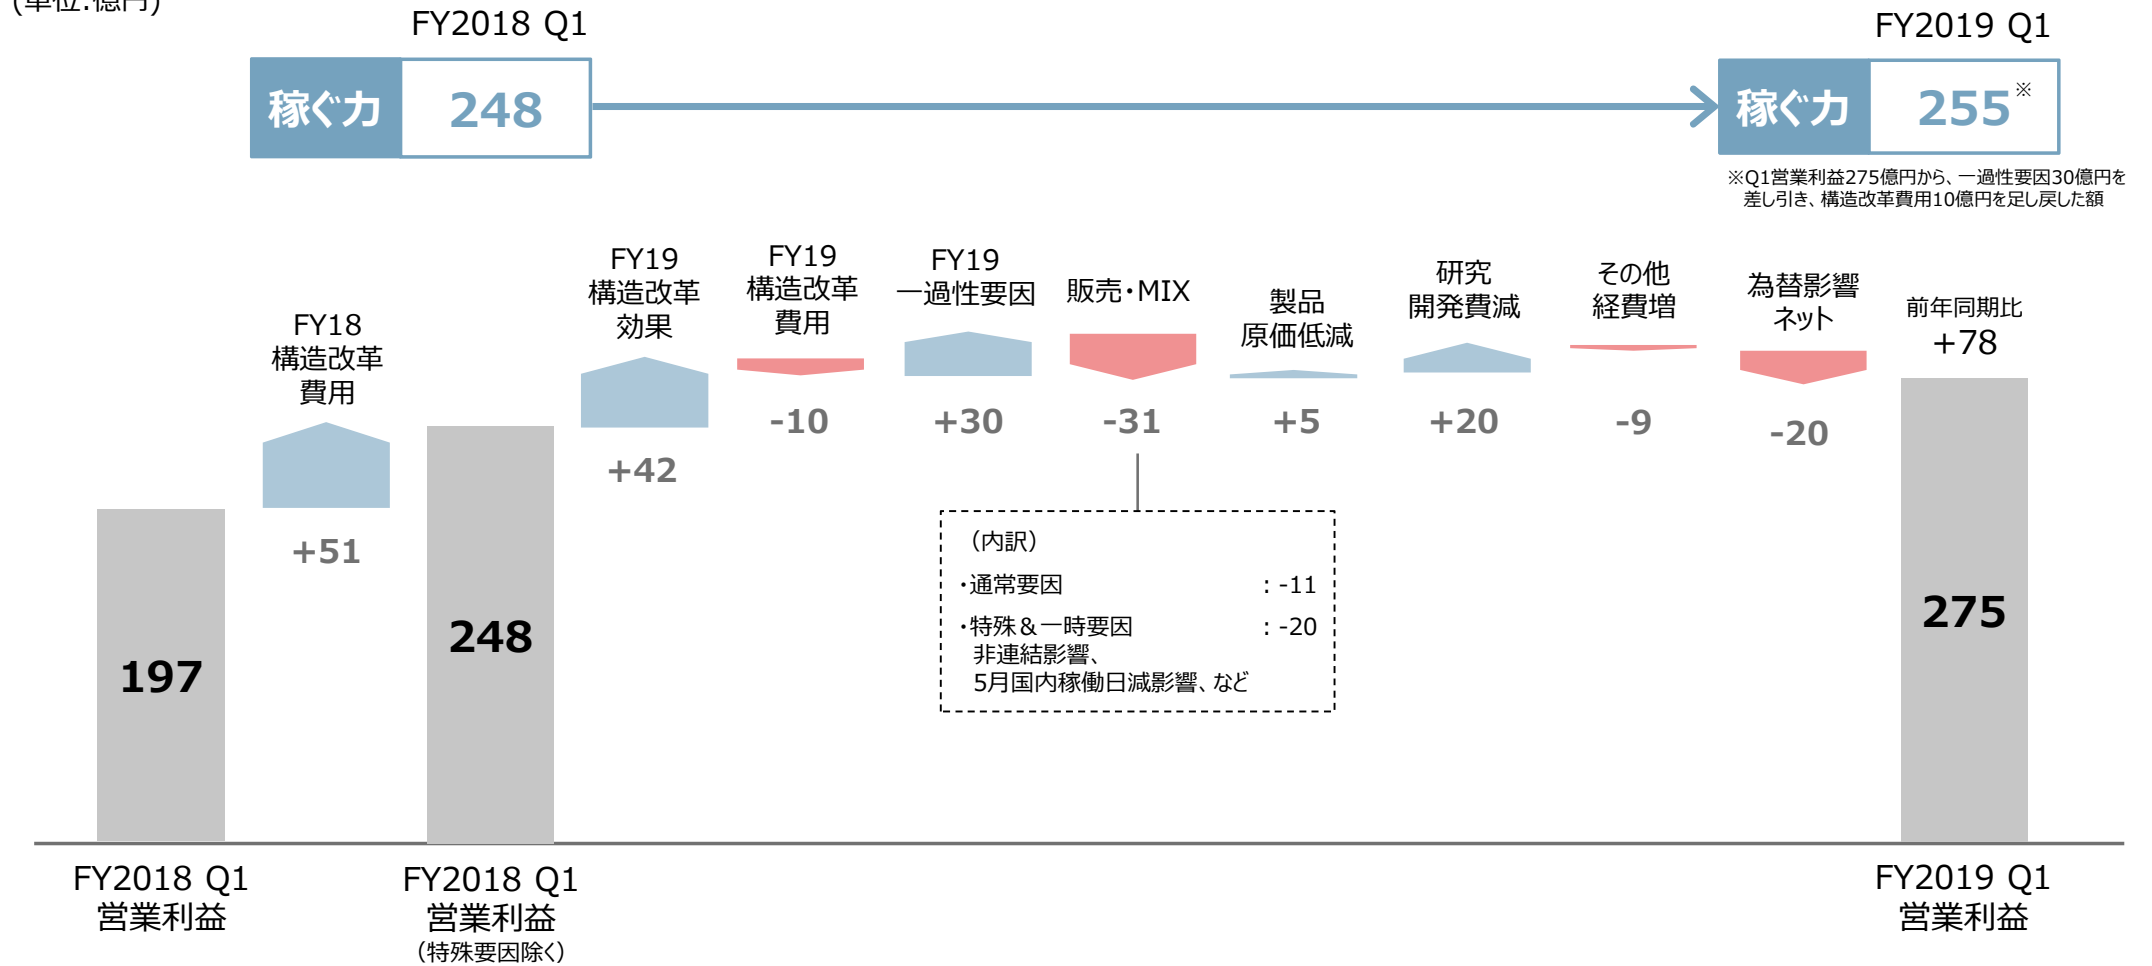 (単位:億円)
FY2018 Q1
稼ぐ力 248
FY2019 Q1
稼ぐ力 255※
※Q1営業利益275億円から、一過性要因30億円を
差し引き、構造改革費用10億円を足し戻した額
FY18
構造改革
費用
+51
FY19
構造改革
効果
+42
FY19
構造改革
費用
-10
FY19
一過性要因
+30
販売・MIX
-31
製品
原価低減
+5
研究
開発費減
+20
その他
経費増
-9
為替影響
ネット
-20
前年同期比
+78
（内訳）
・通常要因 : -11
・特殊＆一時要因 : -20
非連結影響、
5月国内稼働日減影響、など
197
248
275
FY2018 Q1
営業利益
FY2018 Q1
営業利益
（特殊要因除く）
FY2019 Q1
営業利益